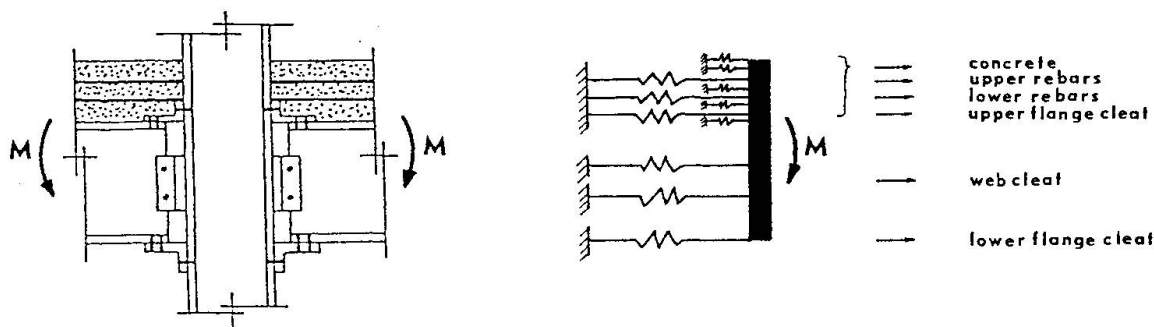 M
M
M
concrete
upper rebars
lower rebars
upper flange cleat
web cleat
lower flange cleat